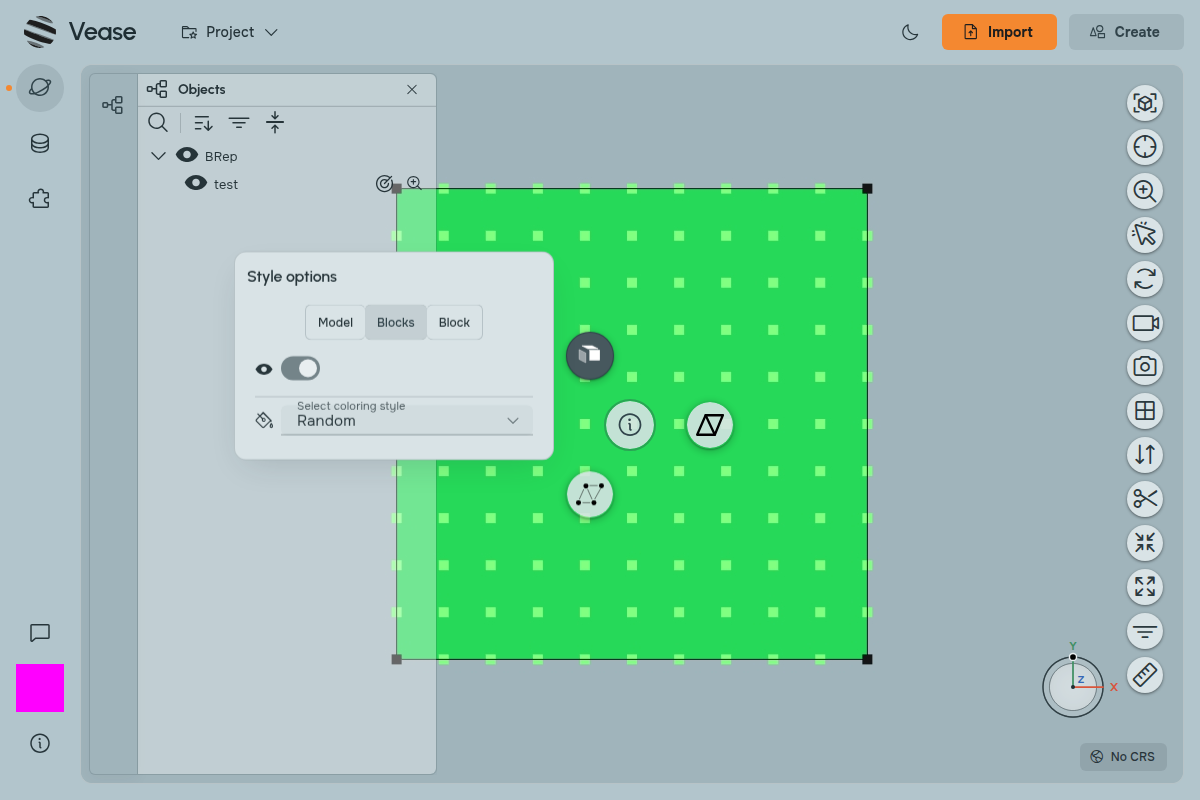 Vease
Project
Import
Create
Objects
BRep
test
Style options
Model
Blocks
Block
Select coloring style
Random
Y
Z
X
No CRS